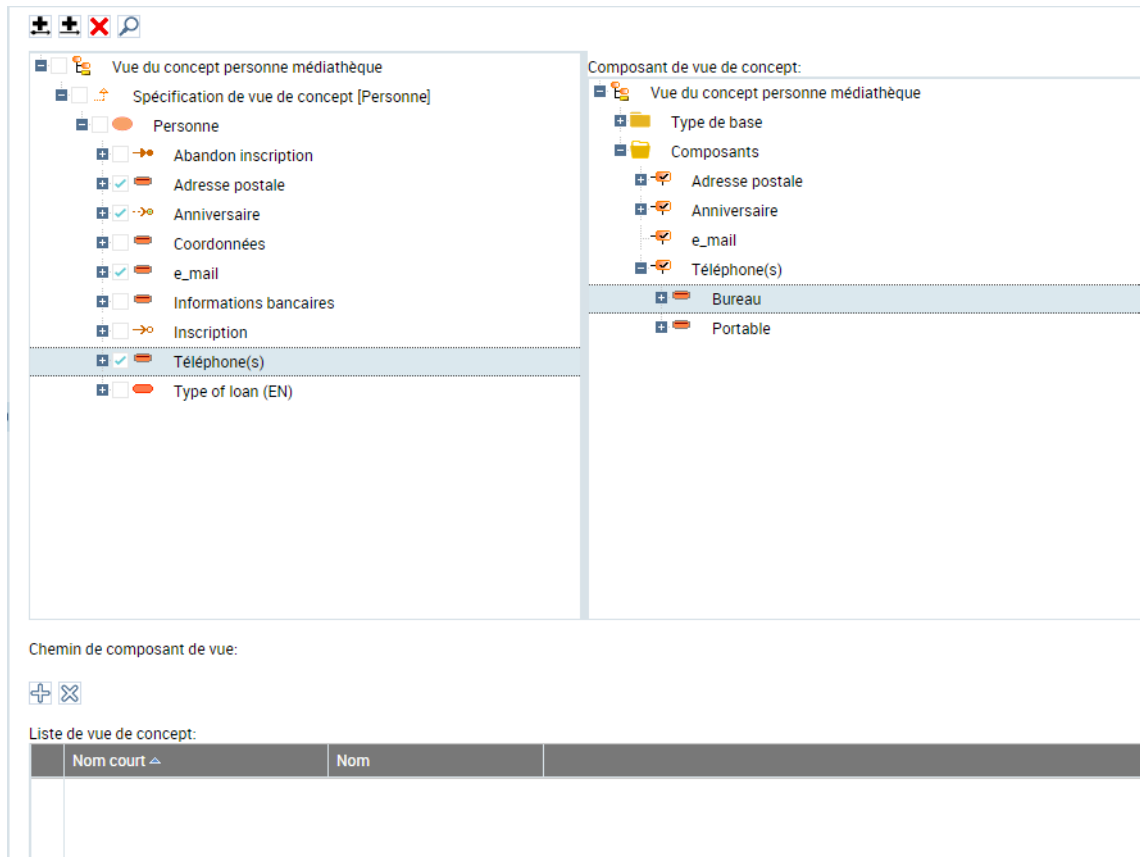 Vue du concept personne médiathèque
Spécification de vue de concept [Personne]
Personne
Abandon inscription
Adresse postale
Anniversaire
Coordonnées
e_mail
Informations bancaires
Inscription
Téléphone(s)
Type of loan (EN)
Composant de vue de concept:
Vue du concept personne médiathèque
Type de base
Composants
Adresse postale
Anniversaire
e_mail
Téléphone(s)
Bureau
Portable
Chemin de composant de vue:
Liste de vue de concept:
Nom court Nom